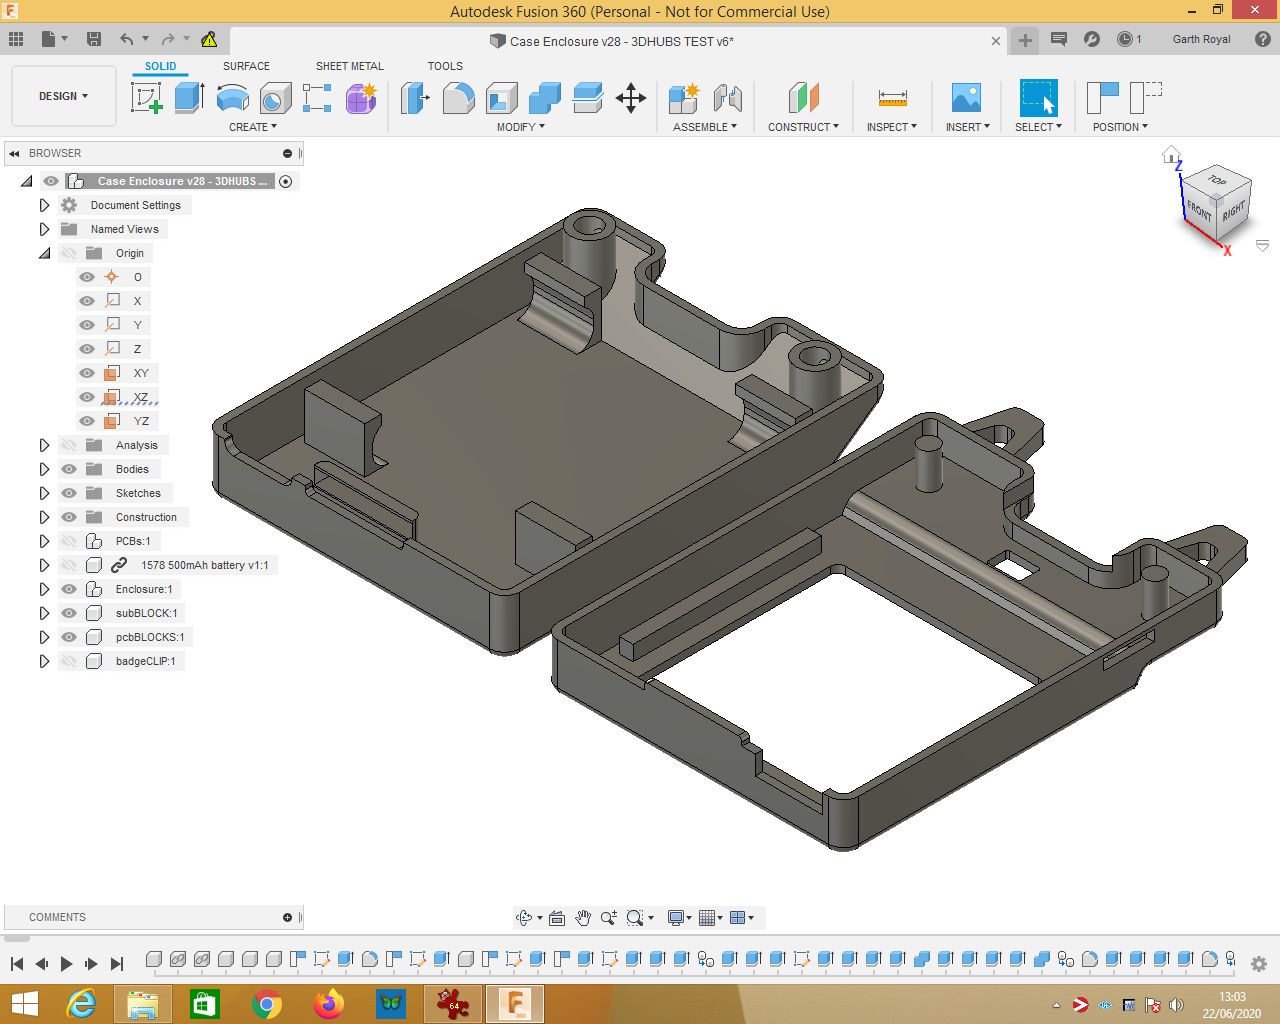 Autodesk Fusion 360 (Personal - Not for Commercial Use)
Case Enclosure v28 - 3DHUBS TEST v6*
1
Garth Royal
DESIGN
SOLID
SURFACE
SHEET METAL
TOOLS
CREATE
MODIFY
ASSEMBLE
CONSTRUCT
INSPECT
INSERT
SELECT
POSITION
BROWSER
Case Enclosure v28 - 3DHUBS ...
Document Settings
Named Views
Origin
O
X
Y
Z
XY
XZ
YZ
Analysis
Bodies
Sketches
Construction
PCBs:1
1578 500mAh battery v1:1
Enclosure:1
subBLOCK:1
pcbBLOCKS:1
badgeCLIP:1
Z
TOP
FRONT
RIGHT
X
COMMENTS
64
F
360
13:03
22/06/2020